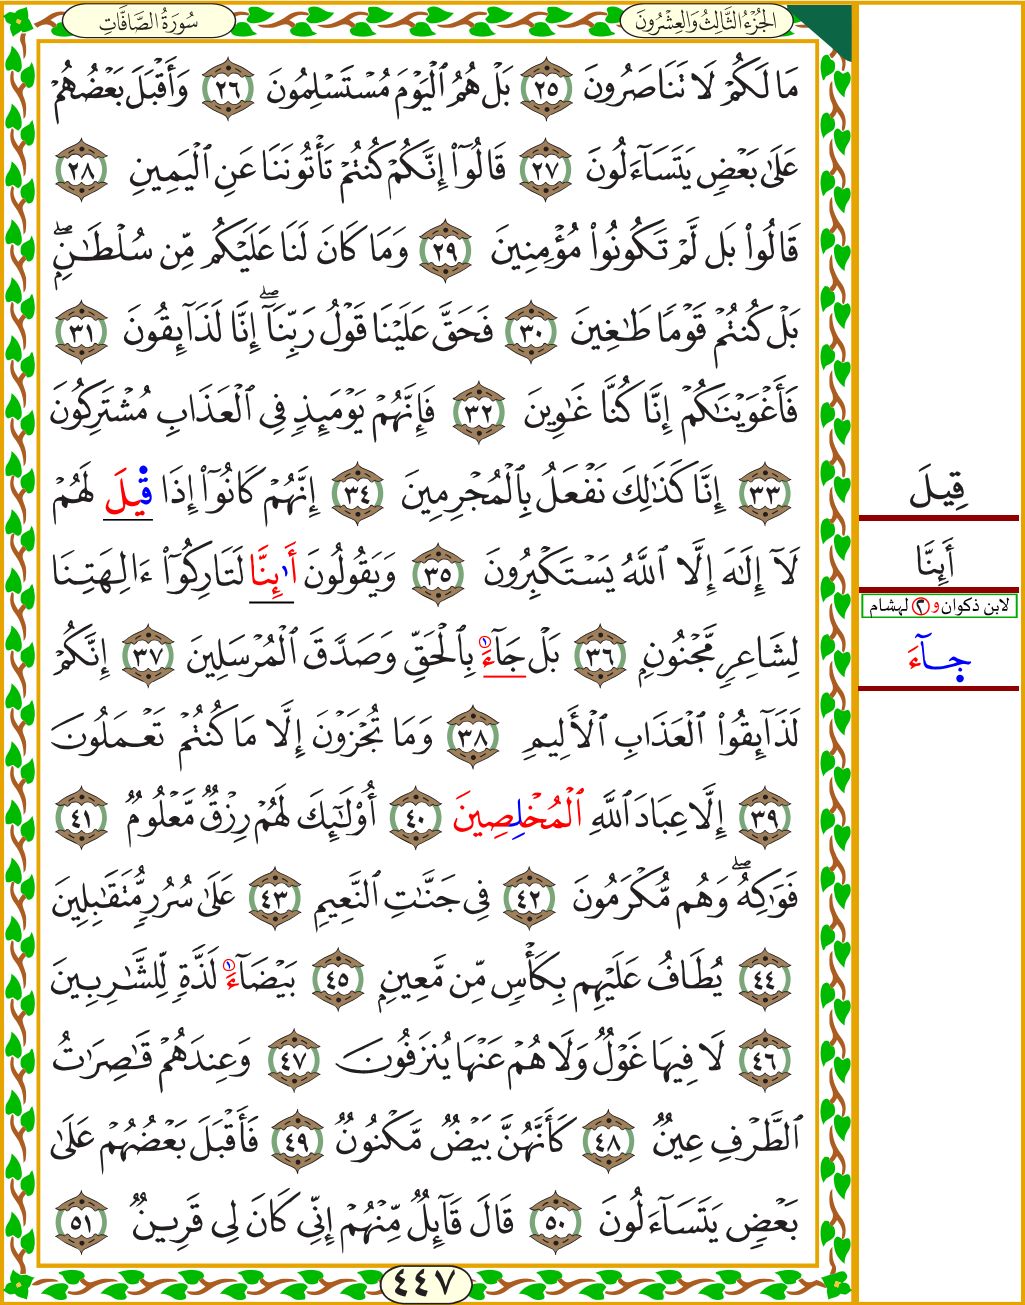 سُورَةُ الصَّافَّاتِ
الجُزْءُ الثَّالِثُ وَالعِشْرُونَ
مَا لَكُمْ لَا تَنَاصَرُونَ ٢٥ بَلْ هُمُ ٱلْيَوْمَ مُسْتَسْلِمُونَ ٢٦ وَأَقْبَلَ بَعْضُهُمْ
عَلَىٰ بَعْضٍ يَتَسَآءَلُونَ ٢٧ قَالُوٓا۟ إِنَّكُمْ كُنتُمْ تَأْتُونَنَا عَنِ ٱلْيَمِينِ ٢٨
قَالُوا۟ بَل لَّمْ تَكُونُوا۟ مُؤْمِنِينَ ٢٩ وَمَا كَانَ لَنَا عَلَيْكُم مِّن سُلْطَـٰنٍۭۖ
بَلْ كُنتُمْ قَوْمًا طَـٰغِينَ ٣٠ فَحَقَّ عَلَيْنَا قَوْلُ رَبِّنَآۖ إِنَّا لَذَآئِقُونَ ٣١
فَأَغْوَيْنَـٰكُمْ إِنَّا كُنَّا غَـٰوِينَ ٣٢ فَإِنَّهُمْ يَوْمَئِذٍ فِى ٱلْعَذَابِ مُشْتَرِكُونَ
٣٣ إِنَّا كَذَٰلِكَ نَفْعَلُ بِٱلْمُجْرِمِينَ ٣٤ إِنَّهُمْ كَانُوٓا۟ إِذَا قِيلَ لَهُمْ
لَآ إِلَـٰهَ إِلَّا ٱللَّهُ يَسْتَكْبِرُونَ ٣٥ وَيَقُولُونَ أَٰئِنَّا لَتَارِكُوٓا۟ ءَالِهَتِنَا
لِشَاعِرٍ مَّجْنُونٍۭ ٣٦ بَلْ جَآءَ بِٱلْحَقِّ وَصَدَّقَ ٱلْمُرْسَلِينَ ٣٧ إِنَّكُمْ
لَذَآئِقُوا۟ ٱلْعَذَابِ ٱلْأَلِيمِ ٣٨ وَمَا تُجْزَوْنَ إِلَّا مَا كُنتُمْ تَعْمَلُونَ
٣٩ إِلَّا عِبَادَ ٱللَّهِ ٱلْمُخْلِصِينَ ٤٠ أُو۟لَـٰٓئِكَ لَهُمْ رِزْقٌ مَّعْلُومٌ ٤١
فَوَٰكِهُۖ وَهُم مُّكْرَمُونَ ٤٢ فِى جَنَّـٰتِ ٱلنَّعِيمِ ٤٣ عَلَىٰ سُرُرٍ مُّتَقَـٰبِلِينَ
٤٤ يُطَافُ عَلَيْهِم بِكَأْسٍ مِّن مَّعِينٍۭ ٤٥ بَيْضَآءَ لَذَّةٍ لِّلشَّـٰرِبِينَ
٤٦ لَا فِيهَا غَوْلٌ وَلَا هُمْ عَنْهَا يُنزَفُونَ ٤٧ وَعِندَهُمْ قَـٰصِرَٰتُ
ٱلطَّرْفِ عِينٌ ٤٨ كَأَنَّهُنَّ بَيْضٌ مَّكْنُونٌ ٤٩ فَأَقْبَلَ بَعْضُهُمْ عَلَىٰ
بَعْضٍ يَتَسَآءَلُونَ ٥٠ قَالَ قَآئِلٌ مِّنْهُمْ إِنِّى كَانَ لِى قَرِينٌ ٥١
٤٤٧
قِيلَ
أَئِنَّا
لابن ذكوان و٢ لهشام
جَآءَ